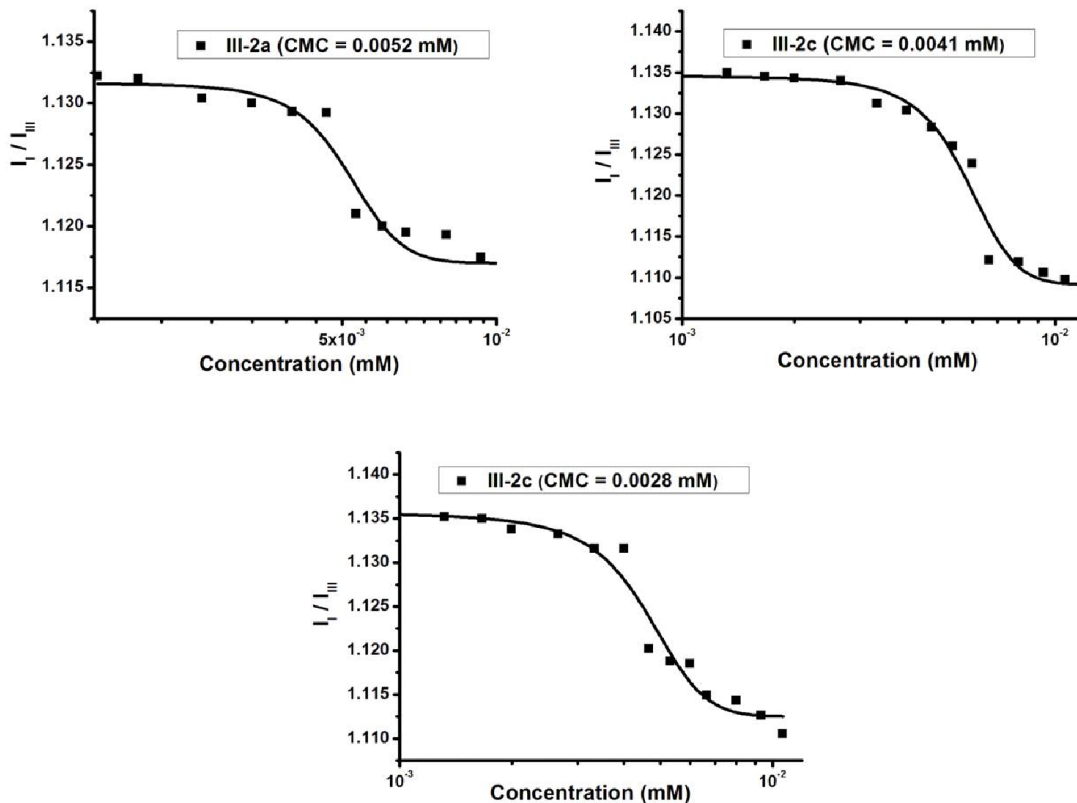 III-2a (CMC = 0.0052 mM)
1.135
1.130
1.125
1.120
1.115
I_I / I_III
5x10⁻³
10⁻²
Concentration (mM)
III-2c (CMC = 0.0041 mM)
1.140
1.135
1.130
1.125
1.120
1.115
1.110
1.105
I_I / I_III
10⁻³
10⁻²
Concentration (mM)
III-2c (CMC = 0.0028 mM)
1.140
1.135
1.130
1.125
1.120
1.115
1.110
I_I / I_III
10⁻³
10⁻²
Concentration (mM)